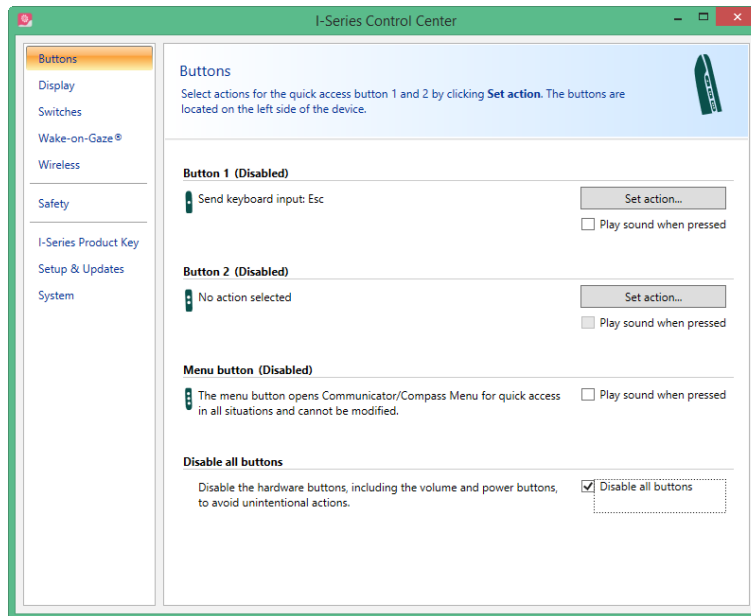 I-Series Control Center
Buttons
Display
Switches
Wake-on-Gaze®
Wireless
Safety
I-Series Product Key
Setup & Updates
System
Buttons
Select actions for the quick access button 1 and 2 by clicking Set action. The buttons are
located on the left side of the device.
Button 1 (Disabled)
Send keyboard input: Esc
Set action...
Play sound when pressed
Button 2 (Disabled)
No action selected
Set action...
Play sound when pressed
Menu button (Disabled)
The menu button opens Communicator/Compass Menu for quick access
in all situations and cannot be modified.
Play sound when pressed
Disable all buttons
Disable the hardware buttons, including the volume and power buttons,
to avoid unintentional actions.
Disable all buttons